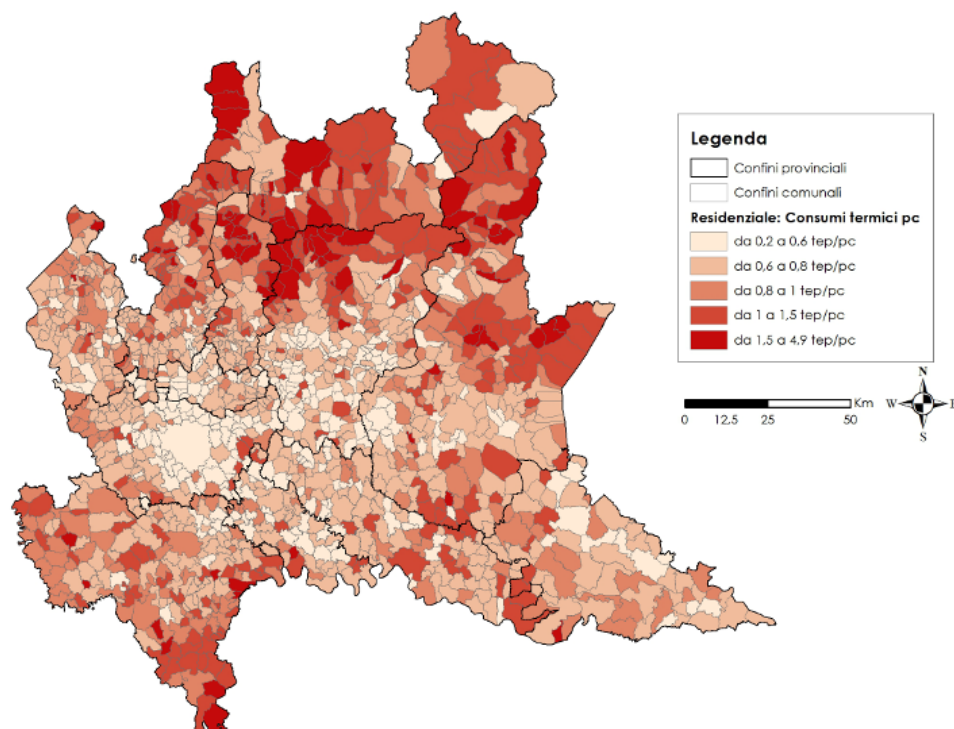 Legenda
Confini provinciali
Confini comunali
Residenziale: Consumi termici pc
da 0,2 a 0,6 tep/pc
da 0,6 a 0,8 tep/pc
da 0,8 a 1 tep/pc
da 1 a 1,5 tep/pc
da 1,5 a 4,9 tep/pc
N
W E
S
Km
0 12,5 25 50